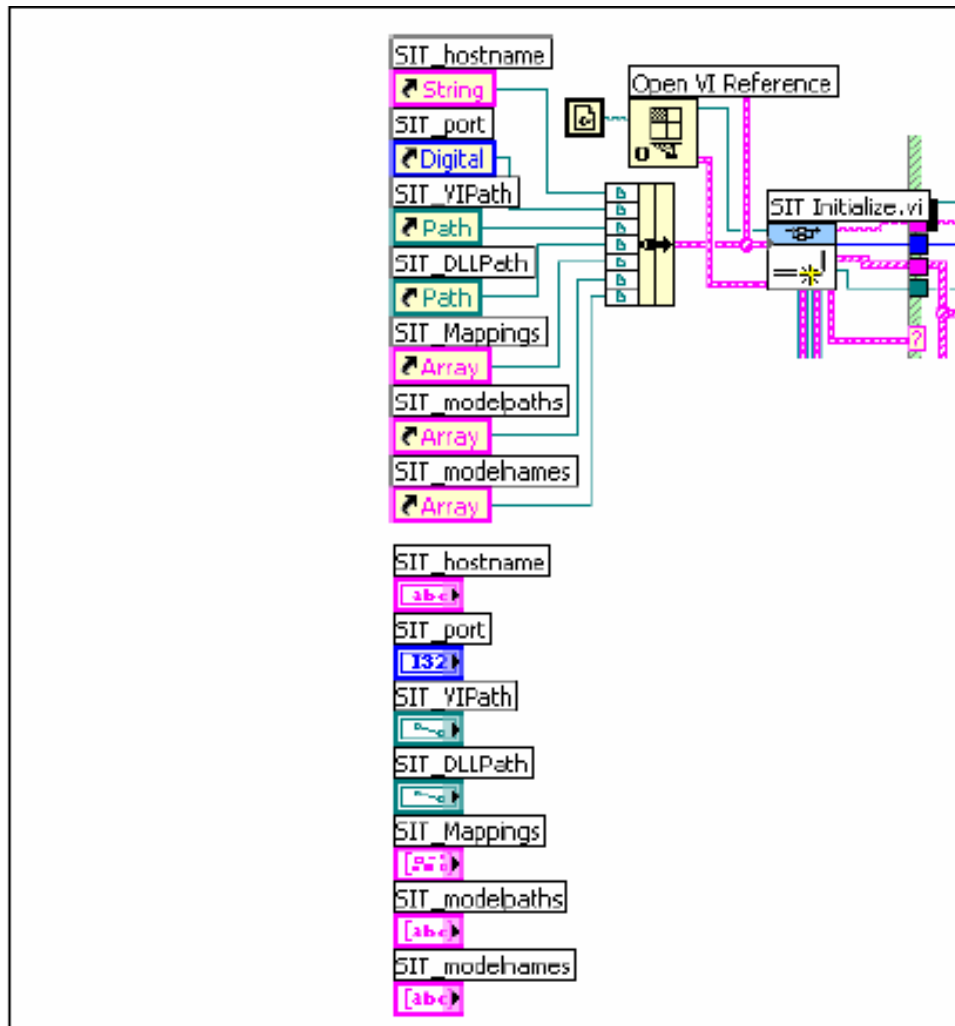 SIT_hostname
String
Open VI Reference
SIT_port
Digital
SIT_VIPath
Path
SIT Initialize.vi
SIT_DLLPath
Path
SIT_Mappings
Array
?
SIT_modelpaths
Array
SIT_modelnames
Array
SIT_hostname
abc
SIT_port
I32
SIT_VIPath
SIT_DLLPath
SIT_Mappings
SIT_modelpaths
[abc]
SIT_modelnames
[abc]